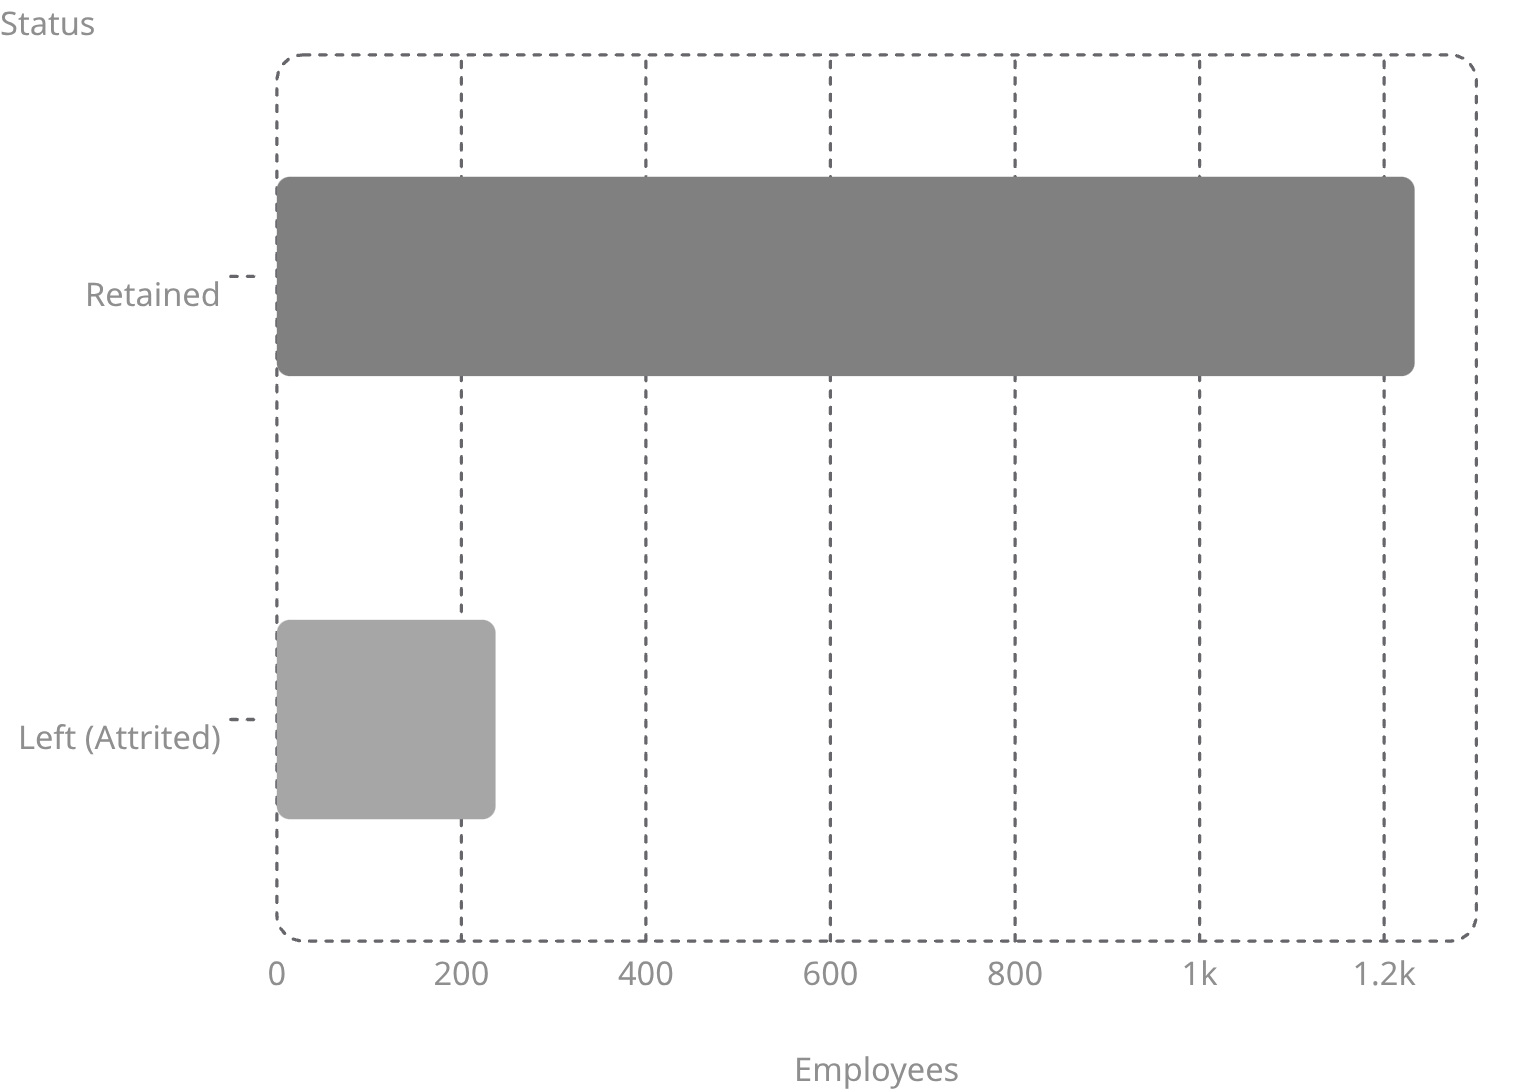 Status
Retained
Left (Attrited)
0 200 400 600 800 1k 1.2k
Employees